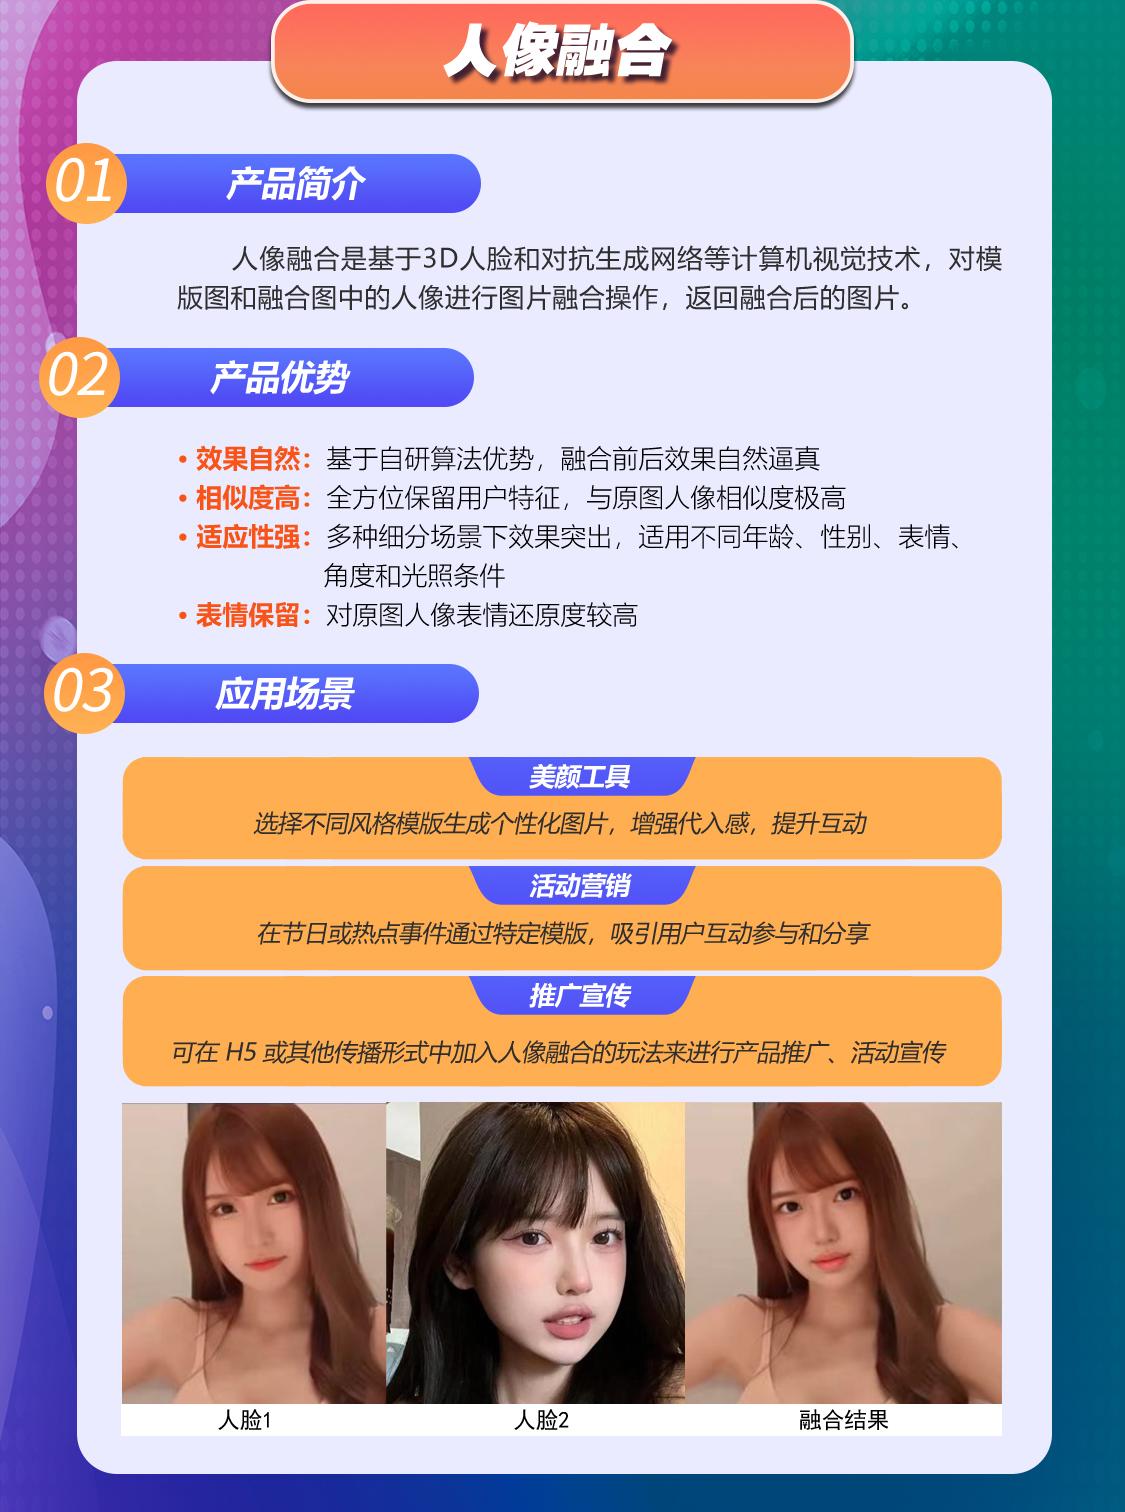 人像融合
01
产品简介
人像融合是基于3D人脸和对抗生成网络等计算机视觉技术，对模
版图和融合图中的人像进行图片融合操作，返回融合后的图片。
02
产品优势
• 效果自然：基于自研算法优势，融合前后效果自然逼真
• 相似度高：全方位保留用户特征，与原图人像相似度极高
• 适应性强：多种细分场景下效果突出，适用不同年龄、性别、表情、
角度和光照条件
• 表情保留：对原图人像表情还原度较高
03
应用场景
美颜工具
选择不同风格模版生成个性化图片，增强代入感，提升互动
活动营销
在节日或热点事件通过特定模版，吸引用户互动参与和分享
推广宣传
可在 H5 或其他传播形式中加入人像融合的玩法来进行产品推广、活动宣传
人脸1
人脸2
融合结果